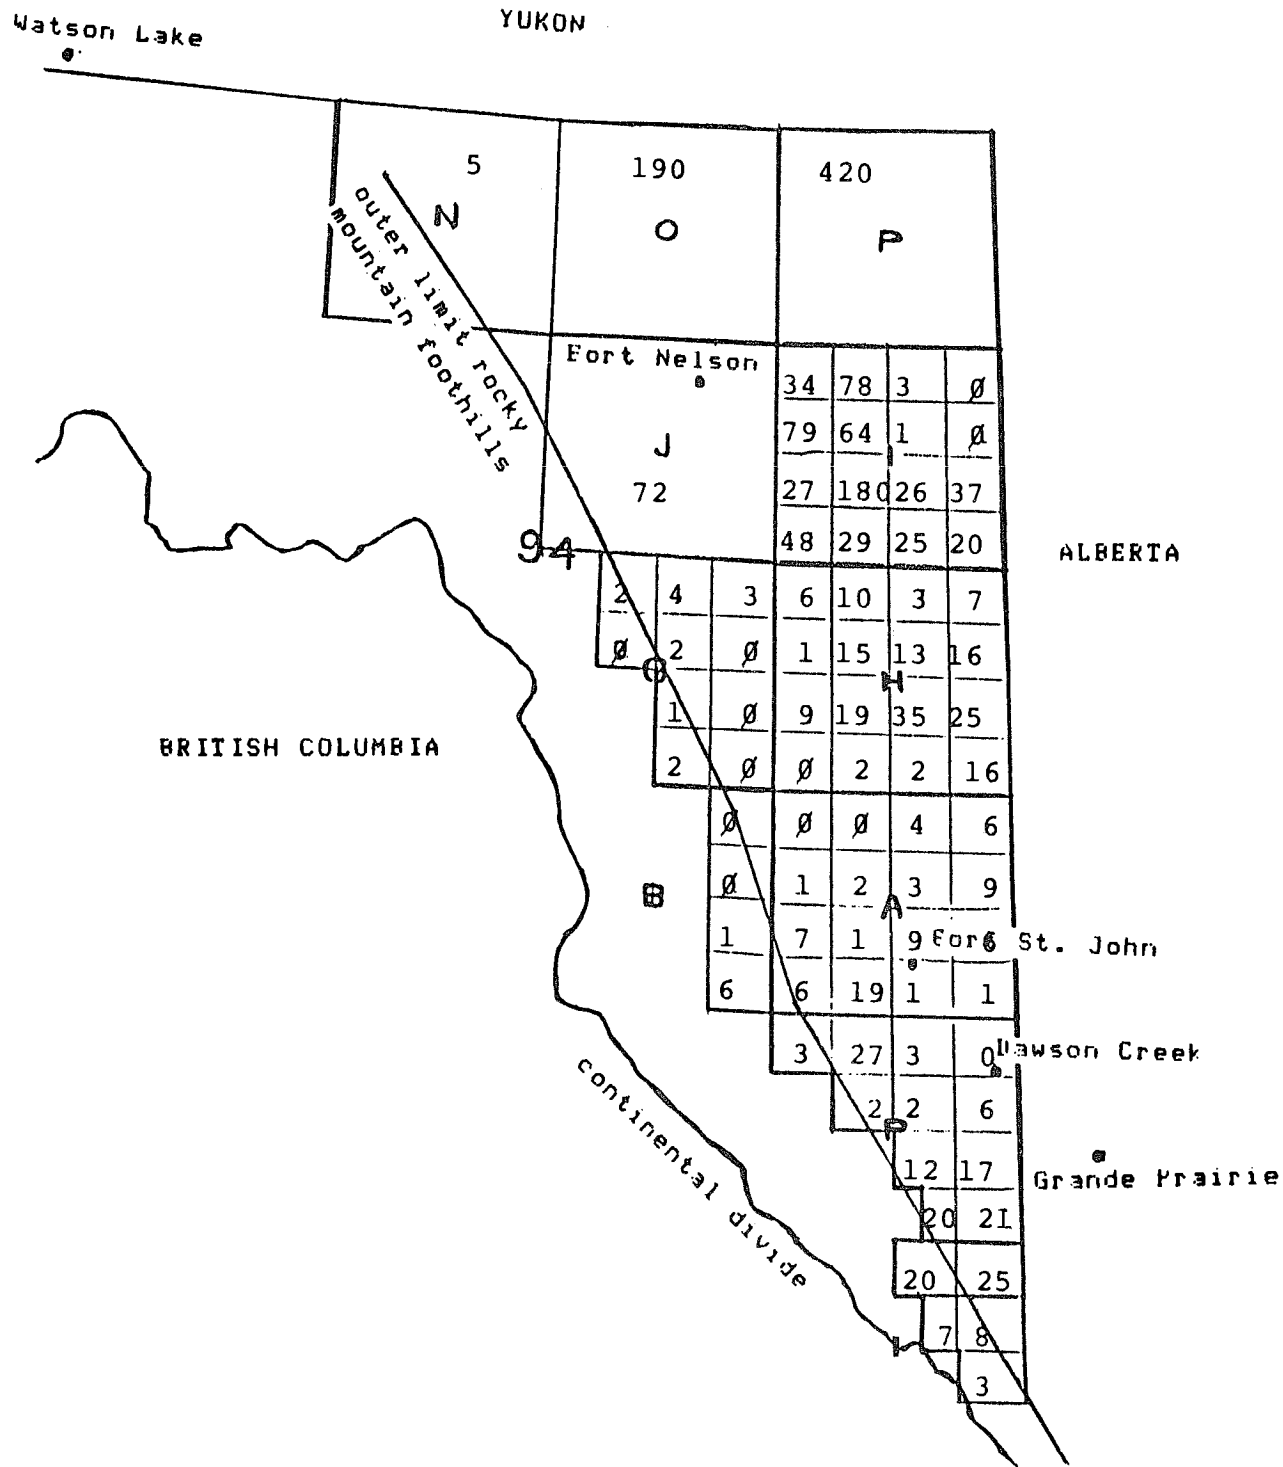 YUKON
Watson Lake
5 190 420
N O P
outer limit rocky
mountain foothills
Fort Nelson
34 78 3 Ø
J
79 64 1 Ø
I
72
27 180 26 37
94
48 29 25 20
ALBERTA
2 4 3 6 10 3 7
Ø 2 Ø 1 15 13 16
G H
1 Ø 9 19 35 25
BRITISH COLUMBIA
2 Ø Ø 2 2 16
Ø Ø Ø 4 6
Ø 1 2 3 9
B A
1 7 1 9 6
Fort St. John
6 6 19 1 1
3 27 3 0
Dawson Creek
2 2 6
P
12 17
Grande Prairie
20 21
continental divide
20 25
7 8
I
3